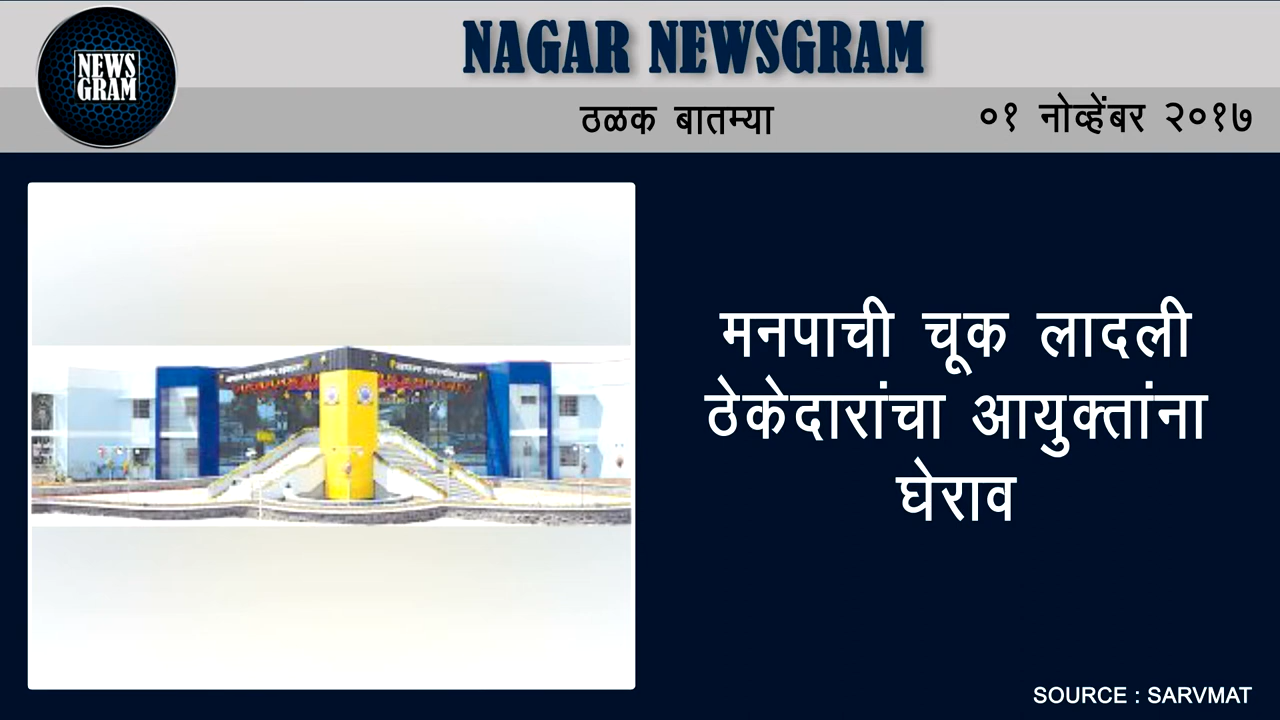 NEWS
GRAM
NAGAR NEWSGRAM
ठळक बातम्या
०१ नोव्हेंबर २०१७
मनपाची चूक लादली
ठेकेदारांचा आयुक्तांना
घेराव
SOURCE : SARVMAT